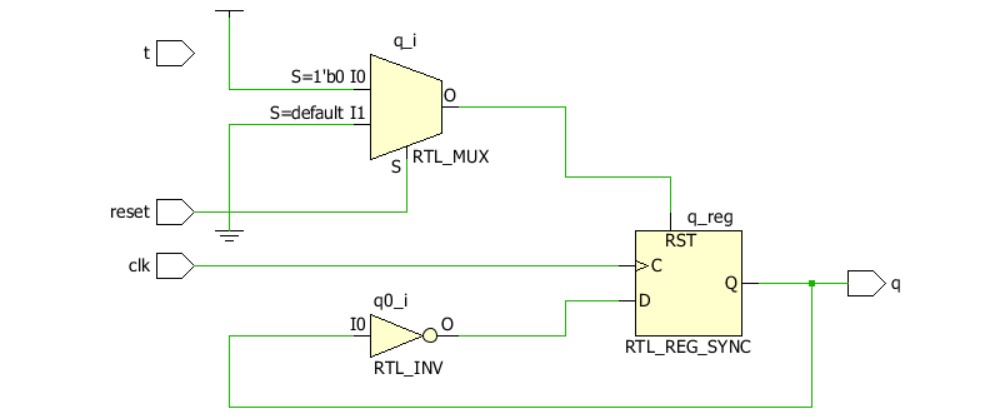 q_i
t
S=1'b0 I0
O
S=default I1
S
RTL_MUX
reset
q_reg
RST
clk
C
Q
q
q0_i
D
I0
O
RTL_INV
RTL_REG_SYNC